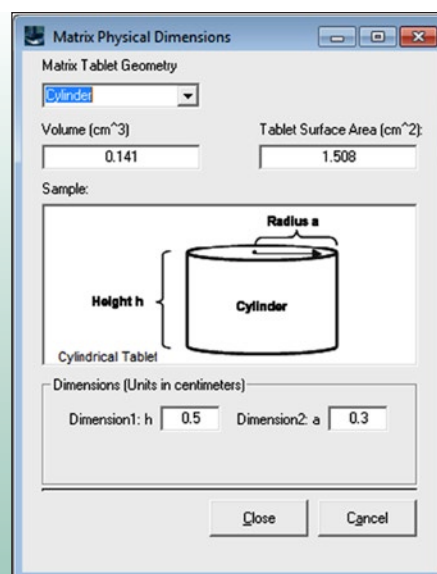 Matrix Physical Dimensions
Matrix Tablet Geometry
Cylinder
Volume (cm^3) Tablet Surface Area (cm^2):
0.141 1.508
Sample:
Radius a
Height h Cylinder
Cylindrical Tablet
Dimensions (Units in centimeters)
Dimension1: h 0.5 Dimension2: a 0.3
Close Cancel